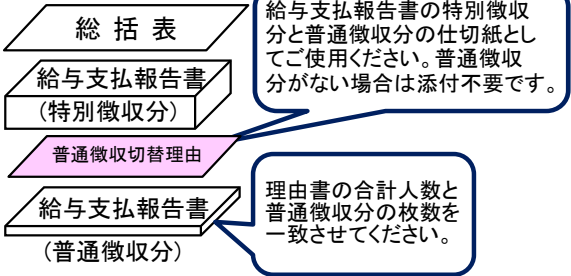 総 括 表
給与支払報告書の特別徴収
分と普通徴収分の仕切紙とし
てご使用ください。普通徴収
分がない場合は添付不要です。
給与支払報告書
(特別徴収分)
普通徴収切替理由
給与支払報告書
(普通徴収分)
理由書の合計人数と
普通徴収分の枚数を
一致させてください。